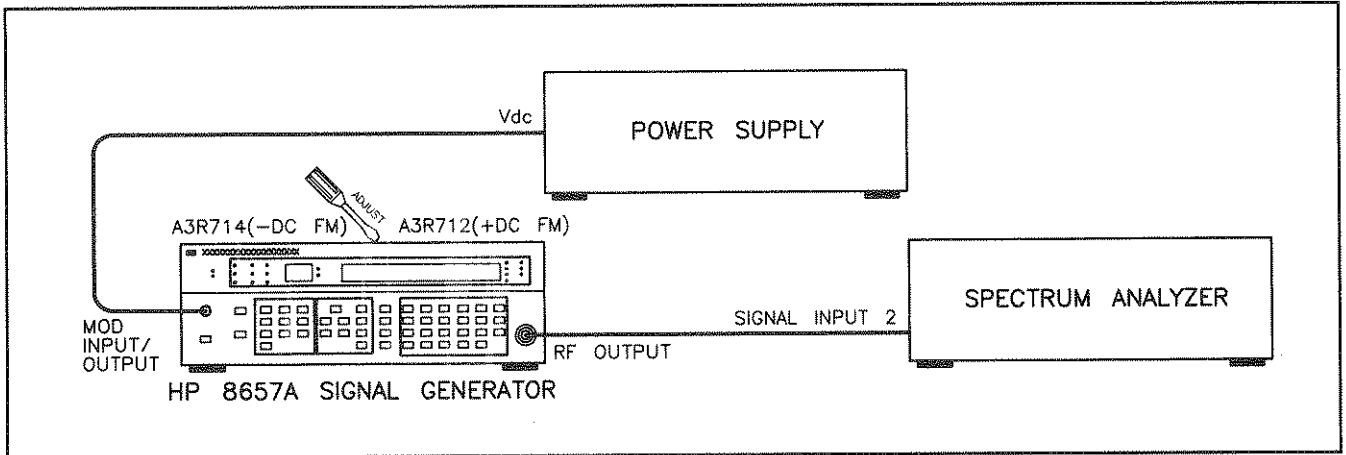 Vdc
POWER SUPPLY
ADJUST
A3R714(-DC FM)
A3R712(+DC FM)
SPECTRUM ANALYZER
SIGNAL INPUT 2
MOD
INPUT/
OUTPUT
RF OUTPUT
HP 8657A SIGNAL GENERATOR